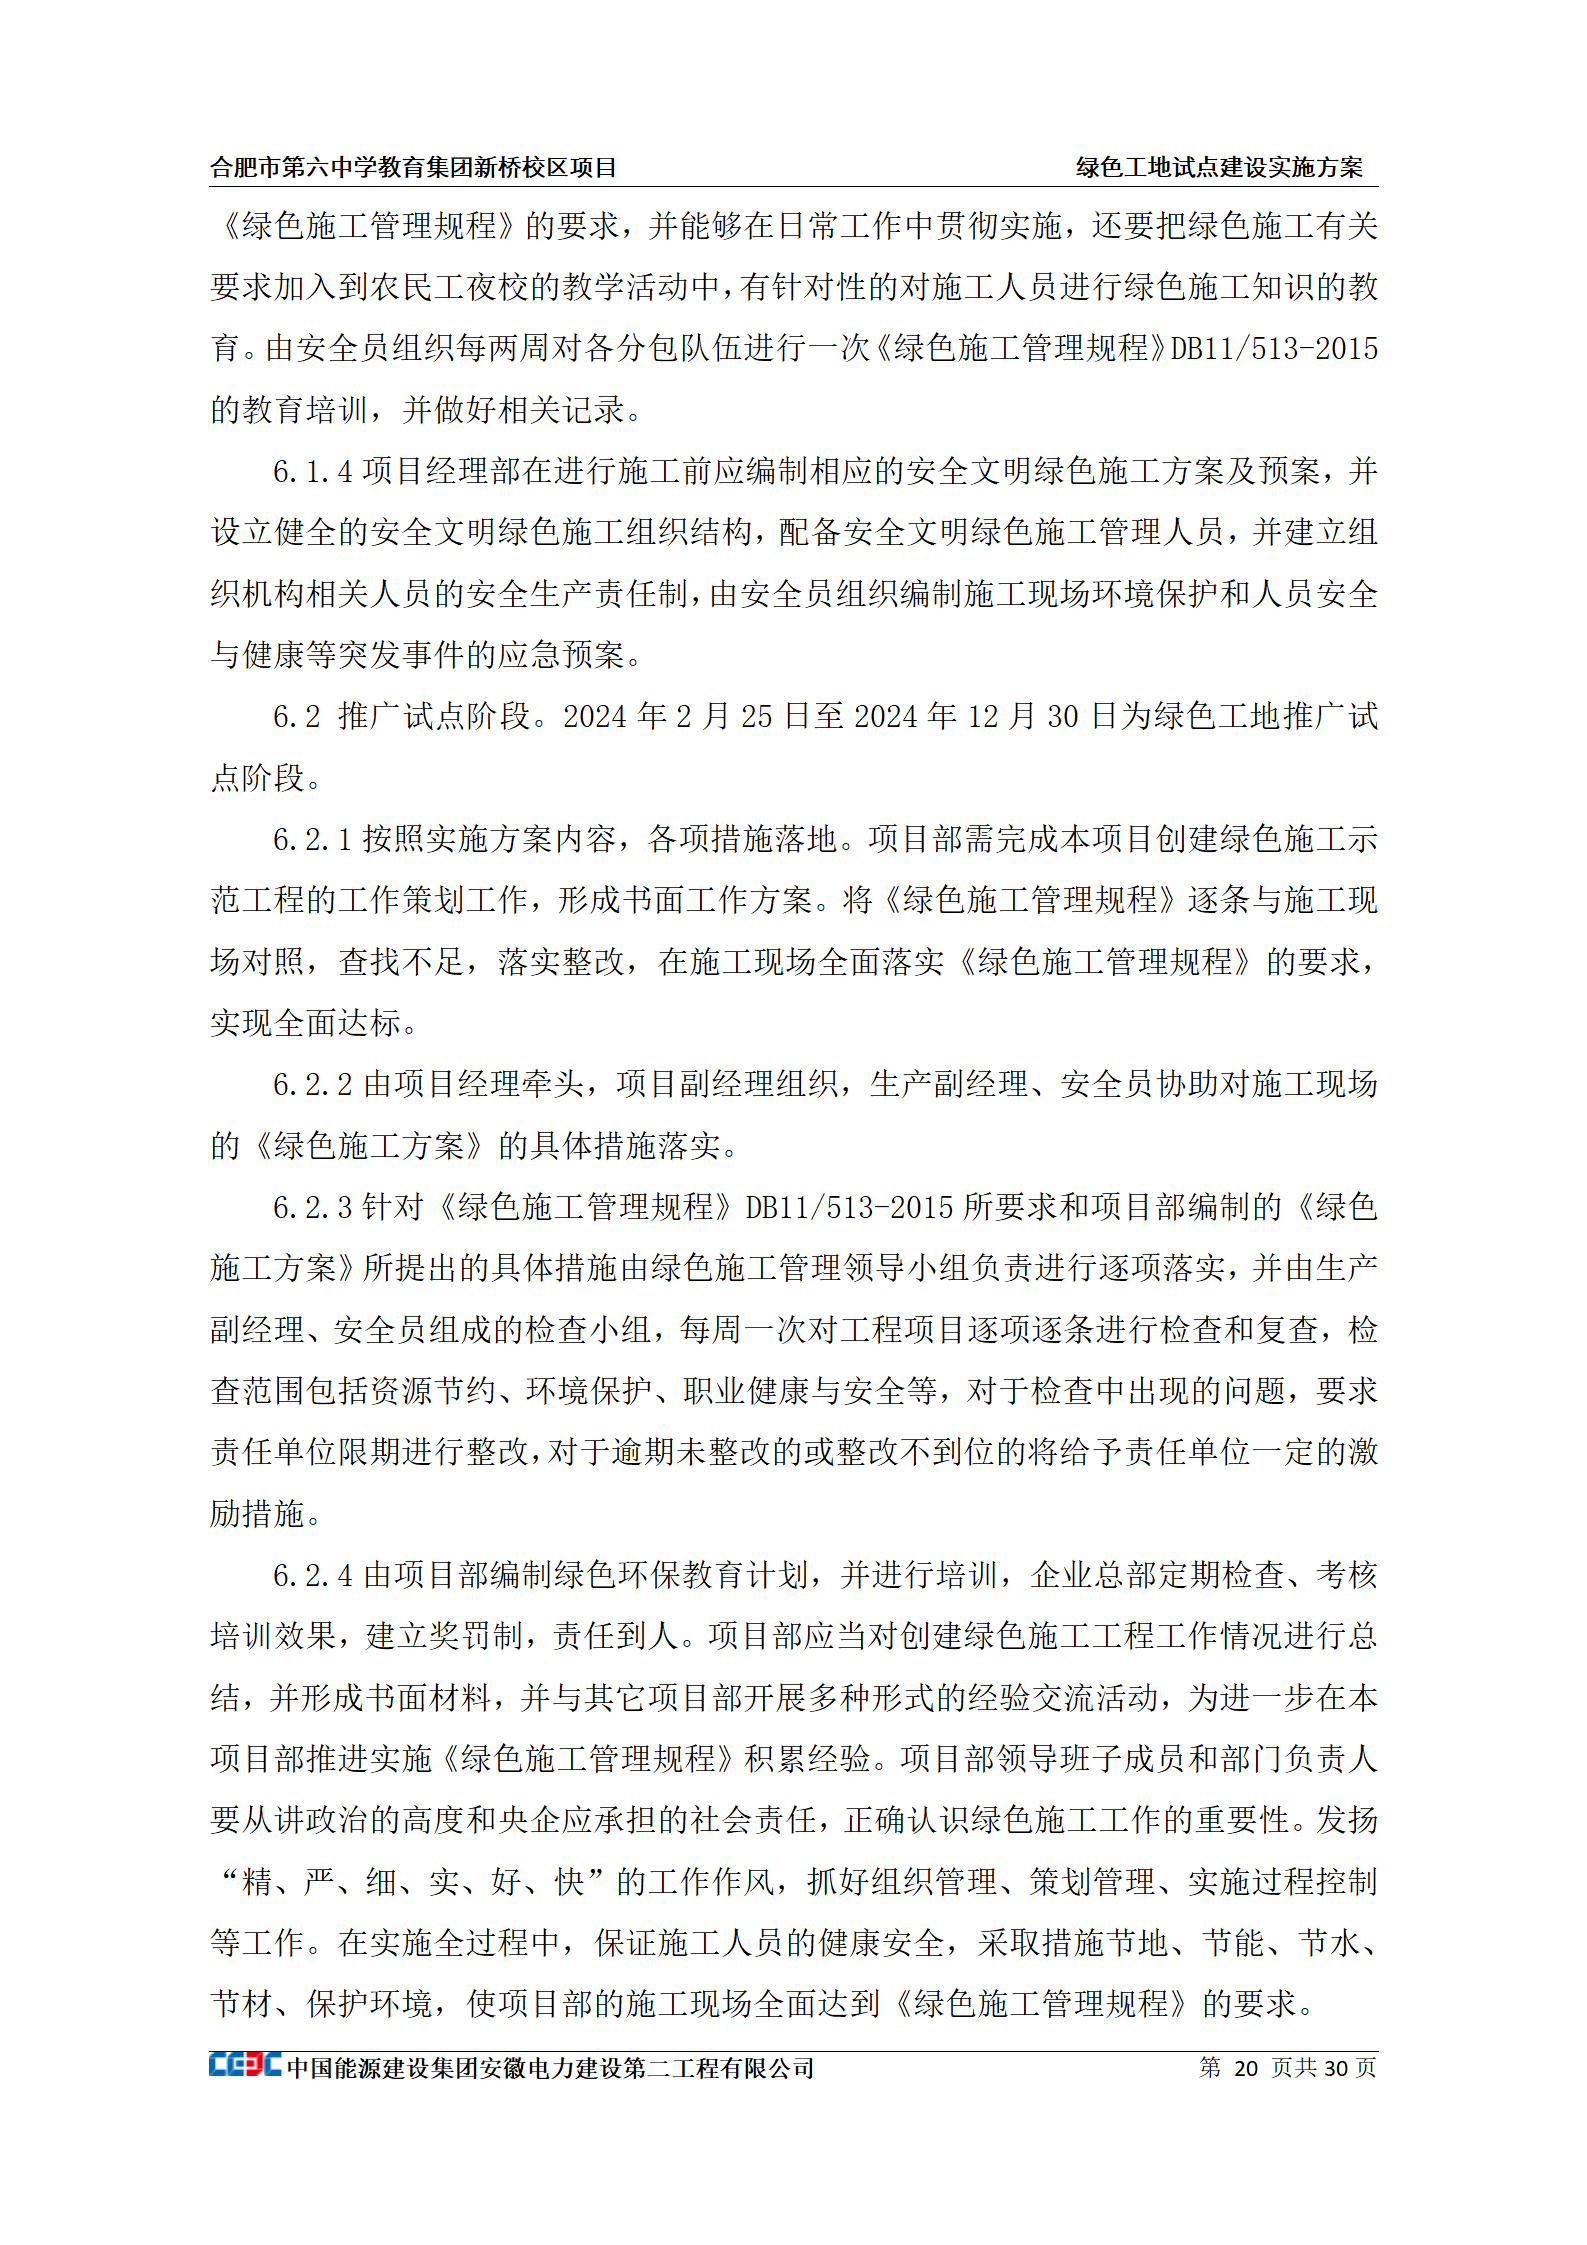 合肥市第六中学教育集团新桥校区项目 绿色工地试点建设实施方案
《绿色施工管理规程》的要求，并能够在日常工作中贯彻实施，还要把绿色施工有关
要求加入到农民工夜校的教学活动中，有针对性的对施工人员进行绿色施工知识的教
育。由安全员组织每两周对各分包队伍进行一次《绿色施工管理规程》DB11/513-2015
的教育培训，并做好相关记录。
6.1.4 项目经理部在进行施工前应编制相应的安全文明绿色施工方案及预案，并
设立健全的安全文明绿色施工组织结构，配备安全文明绿色施工管理人员，并建立组
织机构相关人员的安全生产责任制，由安全员组织编制施工现场环境保护和人员安全
与健康等突发事件的应急预案。
6.2 推广试点阶段。2024 年 2 月 25 日至 2024 年 12 月 30 日为绿色工地推广试
点阶段。
6.2.1 按照实施方案内容，各项措施落地。项目部需完成本项目创建绿色施工示
范工程的工作策划工作，形成书面工作方案。将《绿色施工管理规程》逐条与施工现
场对照，查找不足，落实整改，在施工现场全面落实《绿色施工管理规程》的要求，
实现全面达标。
6.2.2 由项目经理牵头，项目副经理组织，生产副经理、安全员协助对施工现场
的《绿色施工方案》的具体措施落实。
6.2.3 针对《绿色施工管理规程》DB11/513-2015 所要求和项目部编制的《绿色
施工方案》所提出的具体措施由绿色施工管理领导小组负责进行逐项落实，并由生产
副经理、安全员组成的检查小组，每周一次对工程项目逐项逐条进行检查和复查，检
查范围包括资源节约、环境保护、职业健康与安全等，对于检查中出现的问题，要求
责任单位限期进行整改，对于逾期未整改的或整改不到位的将给予责任单位一定的激
励措施。
6.2.4 由项目部编制绿色环保教育计划，并进行培训，企业总部定期检查、考核
培训效果，建立奖罚制，责任到人。项目部应当对创建绿色施工工程工作情况进行总
结，并形成书面材料，并与其它项目部开展多种形式的经验交流活动，为进一步在本
项目部推进实施《绿色施工管理规程》积累经验。项目部领导班子成员和部门负责人
要从讲政治的高度和央企应承担的社会责任，正确认识绿色施工工作的重要性。发扬
“精、严、细、实、好、快”的工作作风，抓好组织管理、策划管理、实施过程控制
等工作。在实施全过程中，保证施工人员的健康安全，采取措施节地、节能、节水、
节材、保护环境，使项目部的施工现场全面达到《绿色施工管理规程》的要求。
CEEC 中国能源建设集团安徽电力建设第二工程有限公司 第 20 页共 30 页